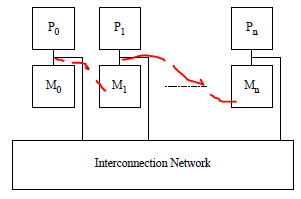 P0 P1 Pn
M0 M1 Mn
Interconnection Network